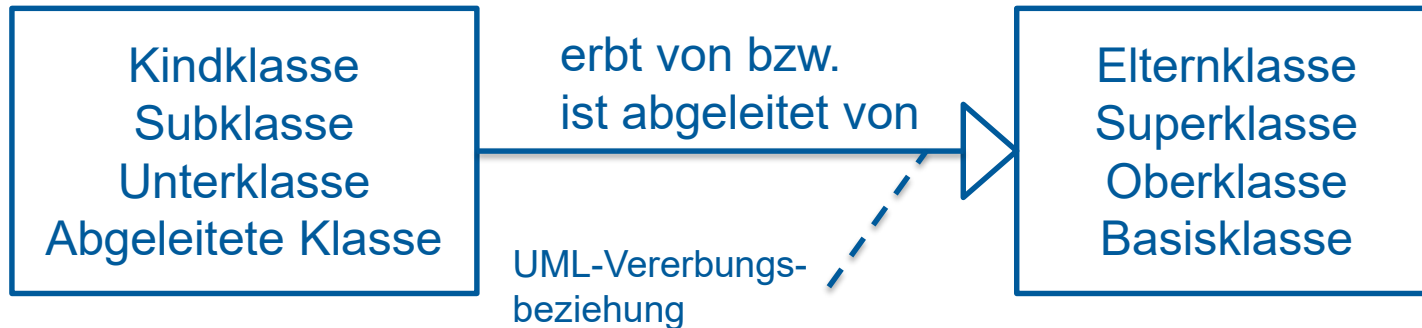 Kindklasse
Subklasse
Unterklasse
Abgeleitete Klasse
erbt von bzw.
ist abgeleitet von
UML-Vererbungs-
beziehung
Elternklasse
Superklasse
Oberklasse
Basisklasse